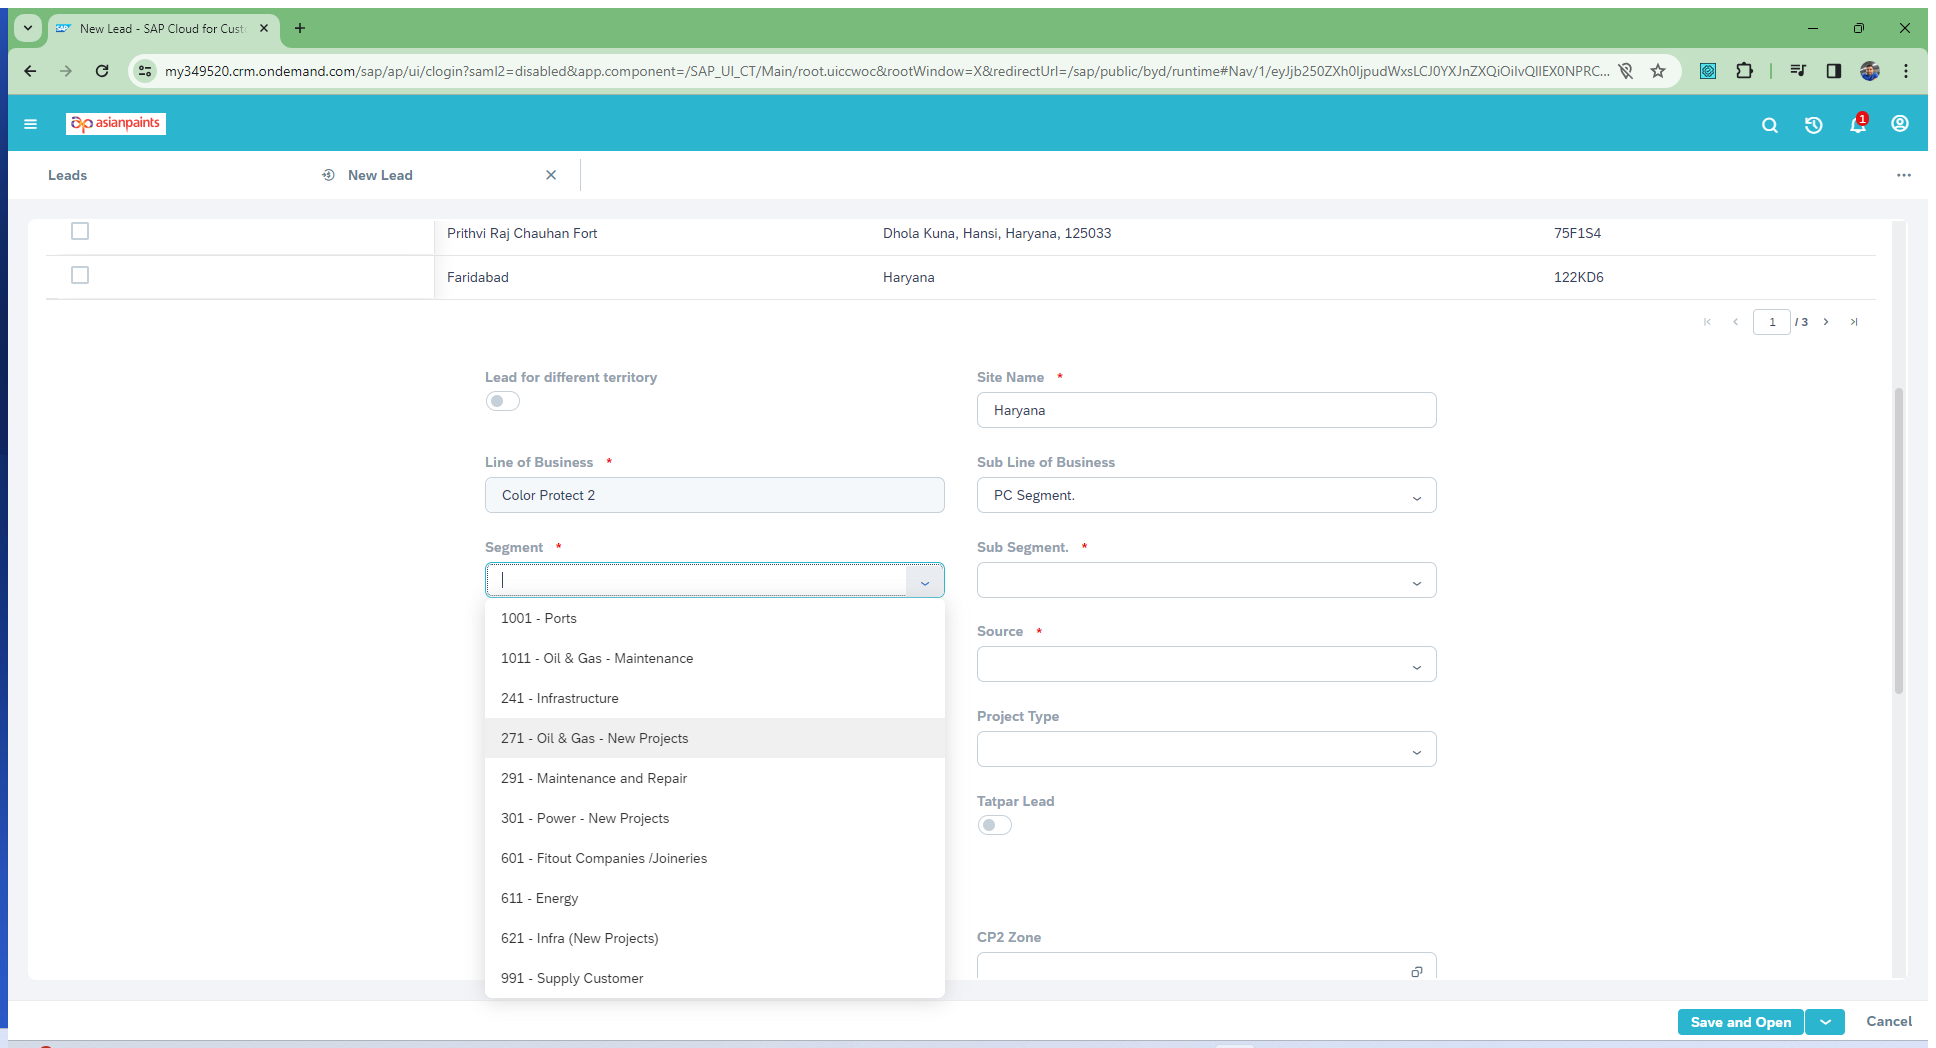 New Lead - SAP Cloud for Cust
my349520.crm.ondemand.com/sap/ap/ui/clogin?saml2=disabled&app.component=/SAP_UI_CT/Main/root.uiccwoc&rootWindow=X&redirectUrl=/sap/public/byd/runtime#Nav/1/eyJjb250ZXh0IjpudWxsLCJ0YXJnZXQiOiIvQIlEX0NPRC...
ap asianpaints
1
Leads
New Lead
Prithvi Raj Chauhan Fort Dhola Kuna, Hansi, Haryana, 125033 75F1S4
Faridabad Haryana 122KD6
1 / 3
Lead for different territory
Site Name *
Haryana
Line of Business *
Color Protect 2
Sub Line of Business
PC Segment.
Segment *
Sub Segment. *
1001 - Ports
1011 - Oil & Gas - Maintenance
241 - Infrastructure
271 - Oil & Gas - New Projects
291 - Maintenance and Repair
301 - Power - New Projects
601 - Fitout Companies /Joineries
611 - Energy
621 - Infra (New Projects)
991 - Supply Customer
Source *
Project Type
Tatpar Lead
CP2 Zone
Save and Open
Cancel